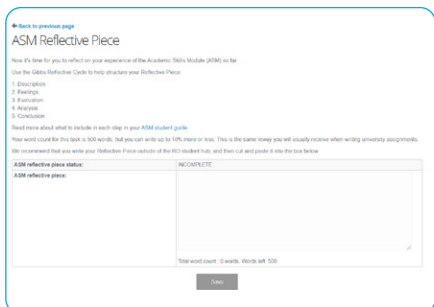 Back to previous page
ASM Reflective Piece
Now it's time for you to reflect on your experience of the Academic Skills Module (ASM) so far.
Use the Gibbs Reflective Cycle to help structure your Reflective Piece:
1. Description
2. Feelings
3. Evaluation
4. Analysis
5. Conclusion
Read more about what to include in each step in your ASM student guide.
Your word count for this task is 500 words, but you can write up to 10% more or less. This is the same leeway you will usually receive when writing university assignments.
We recommend that you write your Reflective Piece outside of the student hub, and then cut and paste it into the box below.
ASM reflective piece status: INCOMPLETE
ASM reflective piece:
Total word count : 0 words. Words left: 500
Save